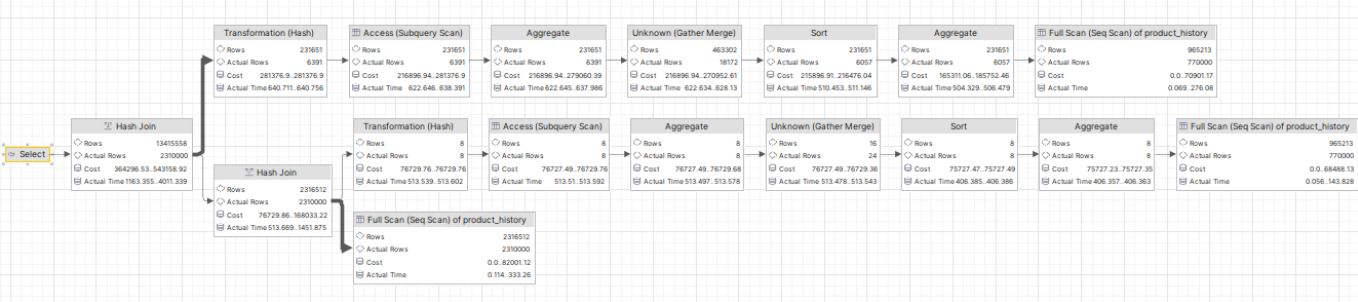 Select
Hash Join
Rows 13415558
Actual Rows 2310000
Cost 364296.53..543158.92
Actual Time 1163.355..4011.339
Transformation (Hash)
Rows 231651
Actual Rows 6391
Cost 281376.9..281376.9
Actual Time 640.711..640.756
Access (Subquery Scan)
Rows 231651
Actual Rows 6391
Cost 216896.94..281376.9
Actual Time 622.646..638.391
Aggregate
Rows 231651
Actual Rows 6391
Cost 216896.94..279060.39
Actual Time 622.645..637.986
Unknown (Gather Merge)
Rows 463302
Actual Rows 18172
Cost 216896.94..270952.61
Actual Time 622.634..628.13
Sort
Rows 231651
Actual Rows 6057
Cost 215896.91..216476.04
Actual Time 510.453..511.146
Aggregate
Rows 231651
Actual Rows 6057
Cost 165311.06..185752.46
Actual Time 504.329..506.479
Full Scan (Seq Scan) of product_history
Rows 965213
Actual Rows 770000
Cost 0.0..70901.17
Actual Time 0.069..276.08
Hash Join
Rows 2316512
Actual Rows 2310000
Cost 76729.86..168033.22
Actual Time 513.669..1451.875
Transformation (Hash)
Rows 8
Actual Rows 8
Cost 76729.76..76729.76
Actual Time 513.539..513.602
Access (Subquery Scan)
Rows 8
Actual Rows 8
Cost 76727.49..76729.76
Actual Time 513.51..513.592
Aggregate
Rows 8
Actual Rows 8
Cost 76727.49..76729.68
Actual Time 513.497..513.578
Unknown (Gather Merge)
Rows 16
Actual Rows 24
Cost 76727.49..76729.36
Actual Time 513.478..513.543
Sort
Rows 8
Actual Rows 8
Cost 75727.47..75727.49
Actual Time 406.385..406.386
Aggregate
Rows 8
Actual Rows 8
Cost 75727.23..75727.35
Actual Time 406.357..406.363
Full Scan (Seq Scan) of product_history
Rows 965213
Actual Rows 770000
Cost 0.0..68488.13
Actual Time 0.056..143.828
Full Scan (Seq Scan) of product_history
Rows 2316512
Actual Rows 2310000
Cost 0.0..82001.12
Actual Time 0.114..333.26